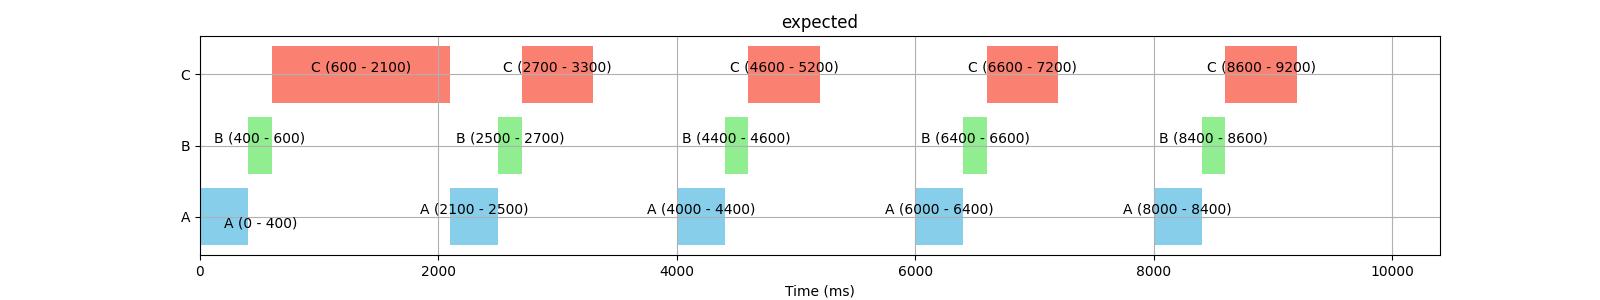 expected
C
C (600 - 2100)
C (2700 - 3300)
C (4600 - 5200)
C (6600 - 7200)
C (8600 - 9200)
B
B (400 - 600)
B (2500 - 2700)
B (4400 - 4600)
B (6400 - 6600)
B (8400 - 8600)
A
A (0 - 400)
A (2100 - 2500)
A (4000 - 4400)
A (6000 - 6400)
A (8000 - 8400)
0
2000
4000
6000
8000
10000
Time (ms)